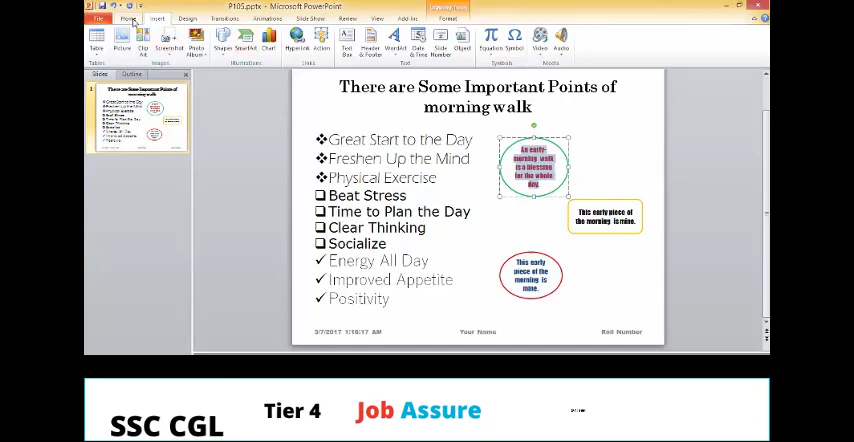 P105.pptx - Microsoft PowerPoint
Drawing Tools
File Home Insert Design Transitions Animations Slide Show Review View Add-Ins Format
Table Picture Clip Art Screenshot Photo Album Shapes SmartArt Chart Hyperlink Action Text Box Header & Footer WordArt Date & Time Slide Number Object Equation Symbol Video Audio
Tables Images Illustrations Links Text Symbols Media
Slides Outline
1
There are Some Important Points of
morning walk
Great Start to the Day
Freshen Up the Mind
Physical Exercise
Beat Stress
Time to Plan the Day
Clear Thinking
Socialize
Energy All Day
Improved Appetite
Positivity
An early-
morning walk
is a blessing
for the whole
day.
This early piece of
the morning is mine.
This early
piece of the
morning is
mine.
3/7/2017 1:16:17 AM Your Name Roll Number
SSC CGL Tier 4 Job Assure